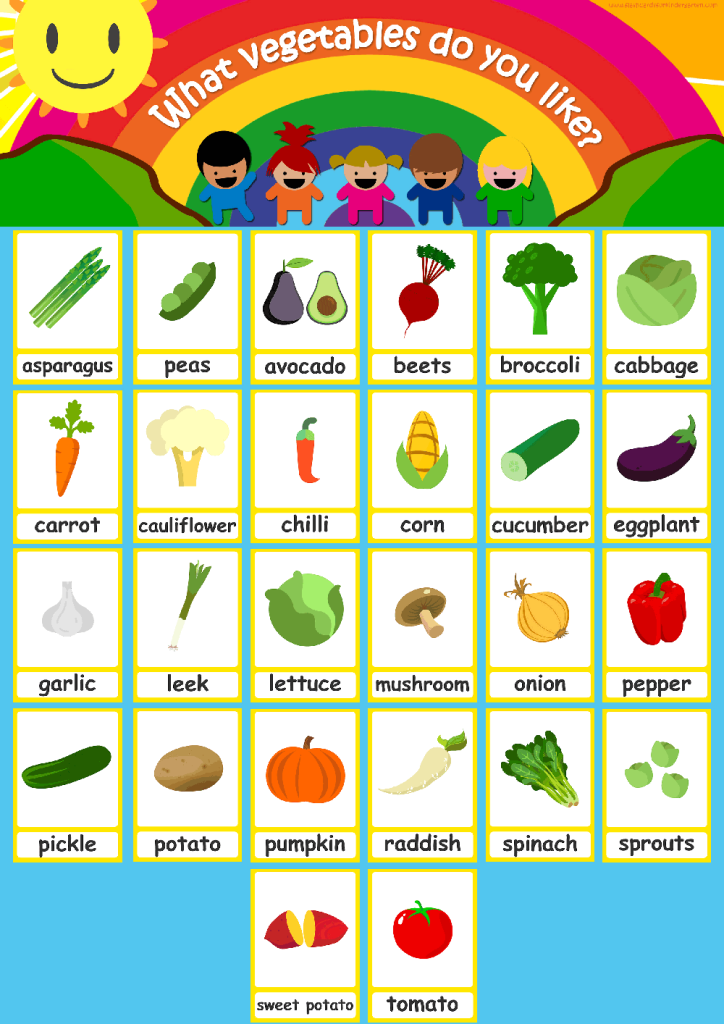 What vegetables do you like?
asparagus
peas
avocado
beets
broccoli
cabbage
carrot
cauliflower
chilli
corn
cucumber
eggplant
garlic
leek
lettuce
mushroom
onion
pepper
pickle
potato
pumpkin
raddish
spinach
sprouts
sweet potato
tomato